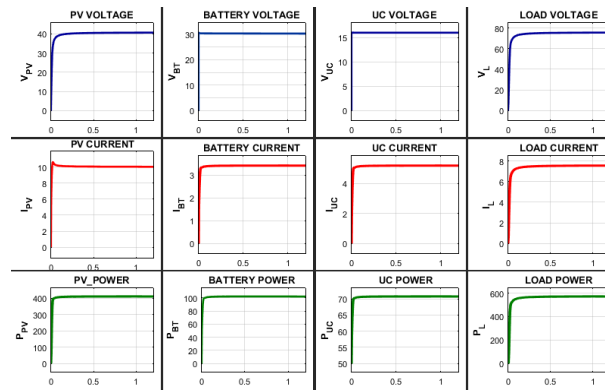 PV VOLTAGE
V_PV
40
30
20
10
0
0 0.5 1
BATTERY VOLTAGE
V_BT
30
20
10
0
0 0.5 1
UC VOLTAGE
V_UC
15
10
5
0
0 0.5 1
LOAD VOLTAGE
V_L
80
60
40
20
0
0 0.5 1
PV CURRENT
I_PV
10
8
6
4
2
0
0 0.5 1
BATTERY CURRENT
I_BT
3
2
1
0
0 0.5 1
UC CURRENT
I_UC
4
2
0
0 0.5 1
LOAD CURRENT
I_L
8
6
4
2
0
0 0.5 1
PV_POWER
P_PV
400
300
200
100
0
0 0.5 1
BATTERY POWER
P_BT
100
80
60
40
20
0
0 0.5 1
UC POWER
P_UC
70
65
60
55
50
0 0.5 1
LOAD POWER
P_L
600
400
200
0
0 0.5 1